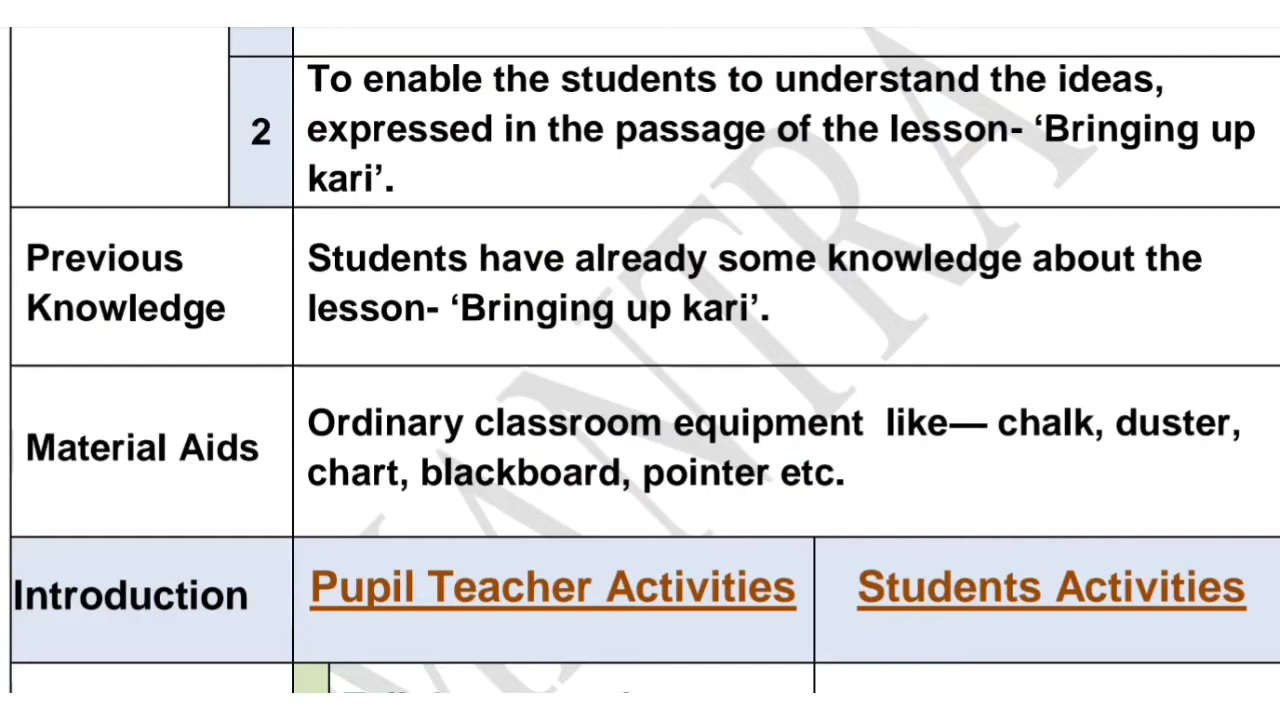 2
To enable the students to understand the ideas,
expressed in the passage of the lesson- ‘Bringing up
kari’.
Previous
Knowledge
Students have already some knowledge about the
lesson- ‘Bringing up kari’.
Material Aids
Ordinary classroom equipment like— chalk, duster,
chart, blackboard, pointer etc.
Introduction
Pupil Teacher Activities
Students Activities
MANTRA